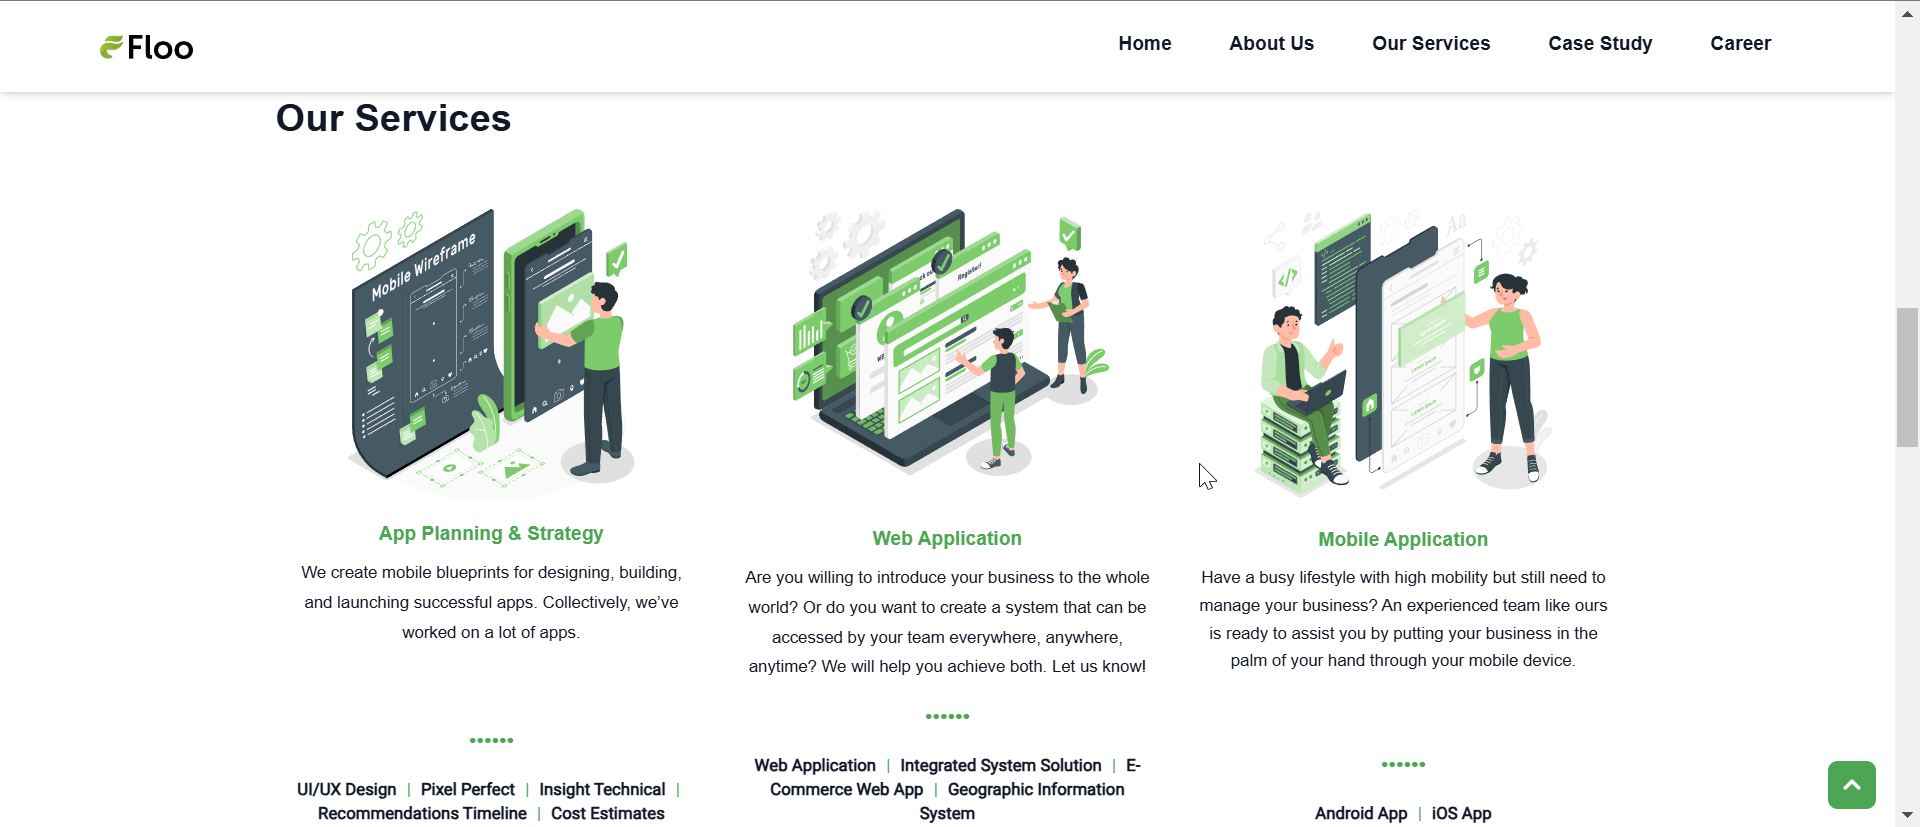 Floo
Home About Us Our Services Case Study Career
Our Services
Mobile Wireframe
Register!
Aa
App Planning & Strategy
We create mobile blueprints for designing, building,
and launching successful apps. Collectively, we’ve
worked on a lot of apps.
UI/UX Design | Pixel Perfect | Insight Technical |
Recommendations Timeline | Cost Estimates
Web Application
Are you willing to introduce your business to the whole
world? Or do you want to create a system that can be
accessed by your team everywhere, anywhere,
anytime? We will help you achieve both. Let us know!
Web Application | Integrated System Solution | E-
Commerce Web App | Geographic Information
System
Mobile Application
Have a busy lifestyle with high mobility but still need to
manage your business? An experienced team like ours
is ready to assist you by putting your business in the
palm of your hand through your mobile device.
Android App | iOS App